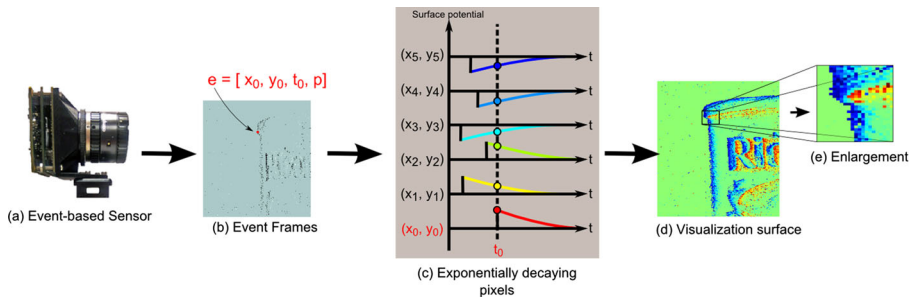 Surface potential
e = [ x₀, y₀, t₀, p]
(x₅, y₅)
t
(x₄, y₄)
t
(x₃, y₃)
t
(x₂, y₂)
t
(x₁, y₁)
t
(x₀, y₀)
t
t₀
(a) Event-based Sensor
(b) Event Frames
(c) Exponentially decaying
pixels
(d) Visualization surface
(e) Enlargement